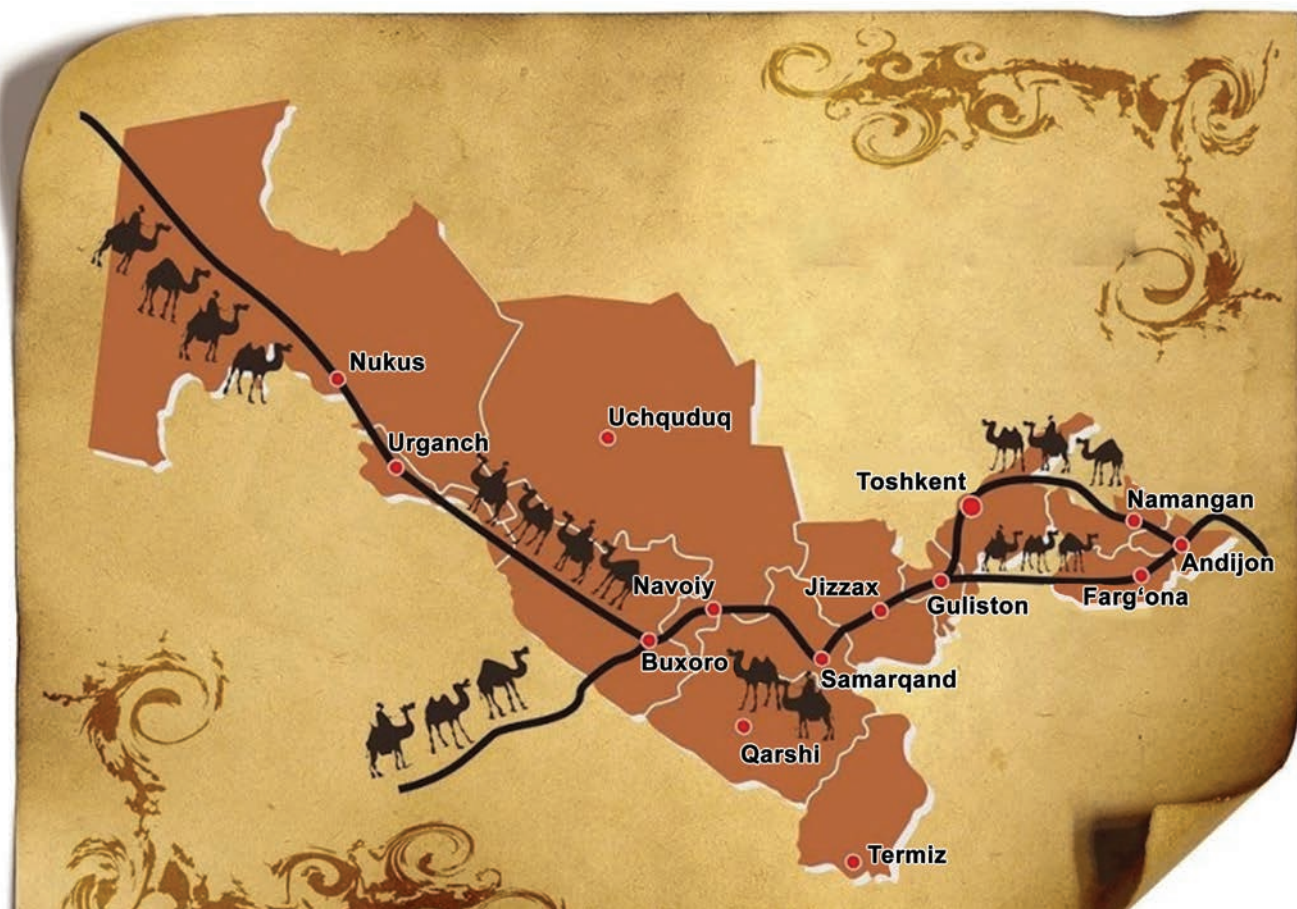 Nukus
Uchquduq
Urganch
Toshkent
Namangan
Andijon
Navoiy
Jizzax
Guliston
Farg‘ona
Buxoro
Samarqand
Qarshi
Termiz